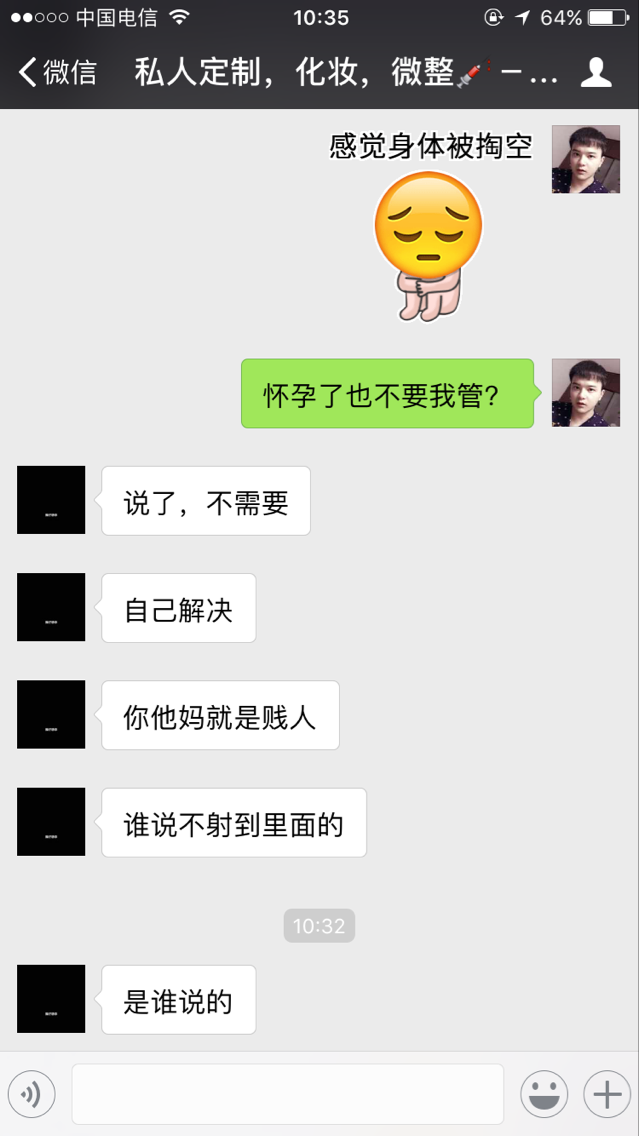 中国电信
10:35
64%
微信
私人定制，化妆，微整💉－...
感觉身体被掏空
怀孕了也不要我管？
说了，不需要
自己解决
你他妈就是贱人
谁说不射到里面的
10:32
是谁说的